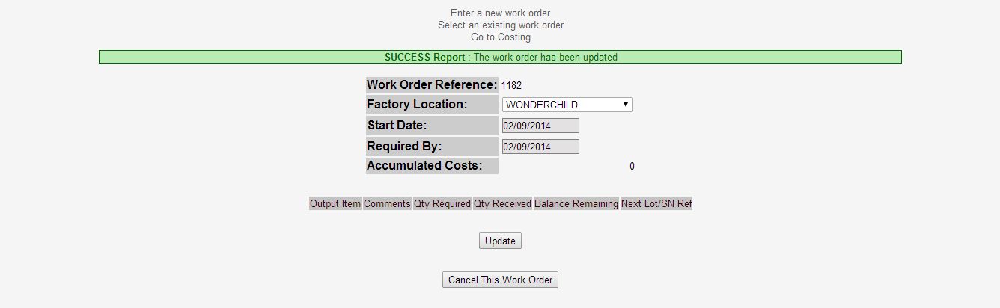 Enter a new work order
Select an existing work order
Go to Costing
SUCCESS Report : The work order has been updated
Work Order Reference: 1182
Factory Location: WONDERCHILD
Start Date: 02/09/2014
Required By: 02/09/2014
Accumulated Costs: 0
Output Item Comments Qty Required Qty Received Balance Remaining Next Lot/SN Ref
Update
Cancel This Work Order